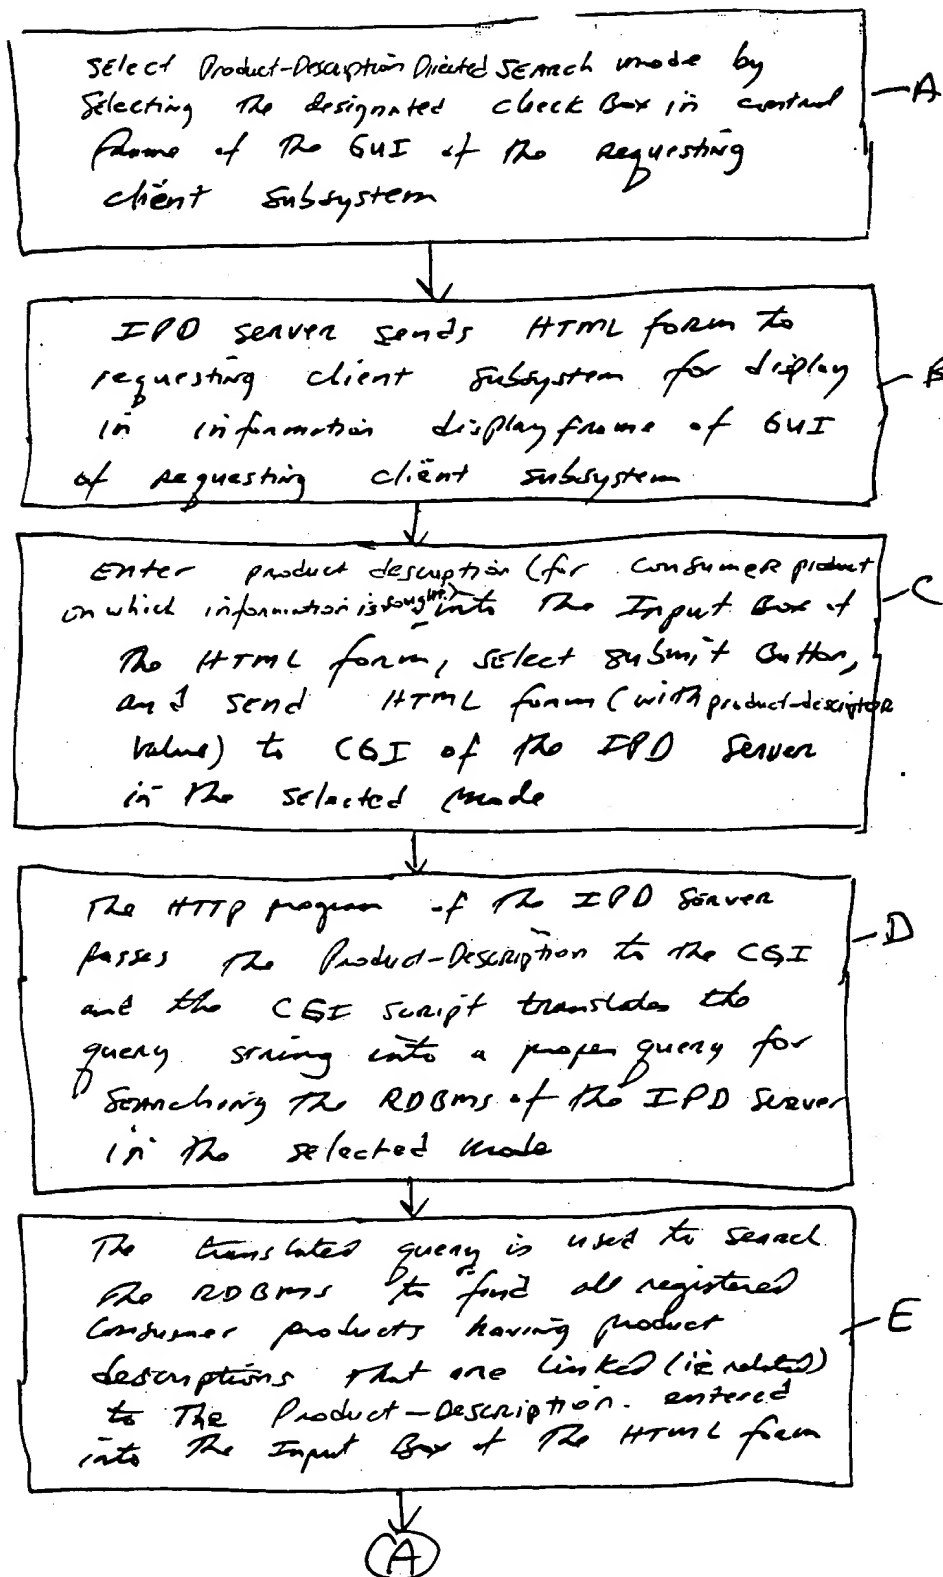 Select Product-Description Directed Search mode by
Selecting the designated check Box in control
frame of the GUI of the requesting
client subsystem
A
IPD server sends HTML form to
requesting client subsystem for display
in information display frame of GUI
of requesting client subsystem
B
Enter product description (for consumer product
on which information is sought) into the Input Box of
the HTML form, select submit Button,
and send HTML form (with product-descriptor
value) to CGI of the IPD Server
in the selected mode
C
The HTTP program of the IPD Server
passes the Product-Description to the CGI
and the CGI script translates the
query string into a proper query for
searching the RDBMS of the IPD Server
in the selected mode
D
The translated query is used to search
the RDBMS to find all registered
consumer products having product
descriptions that are linked (ie related)
to the Product-Description. entered
into the Input Box of the HTML form
E
A